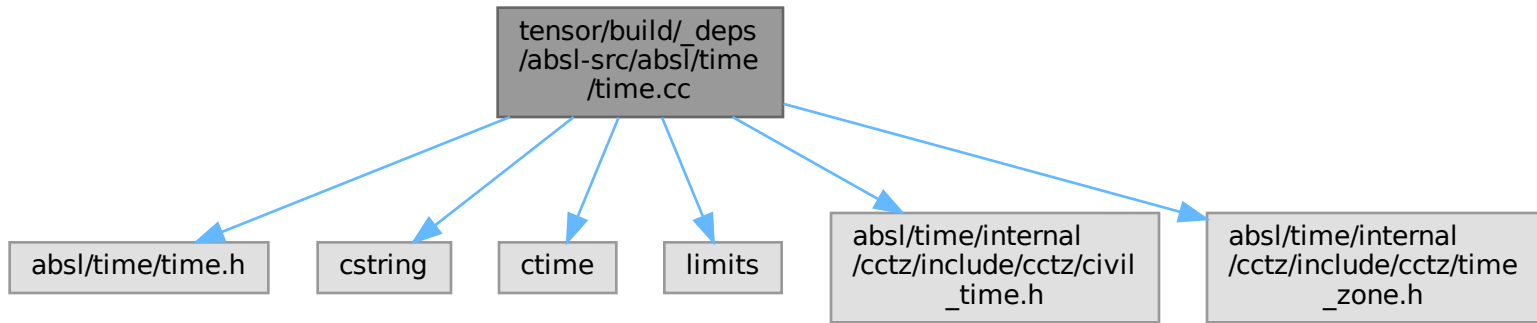 tensor/build/_deps
/absl-src/absl/time
/time.cc
absl/time/time.h
cstring
ctime
limits
absl/time/internal
/cctz/include/cctz/civil
_time.h
absl/time/internal
/cctz/include/cctz/time
_zone.h